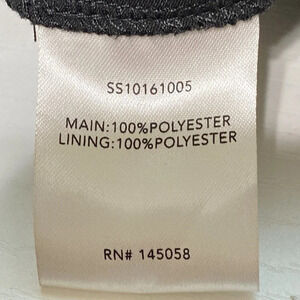 SS10161005
MAIN:100%POLYESTER
LINING:100%POLYESTER
RN# 145058